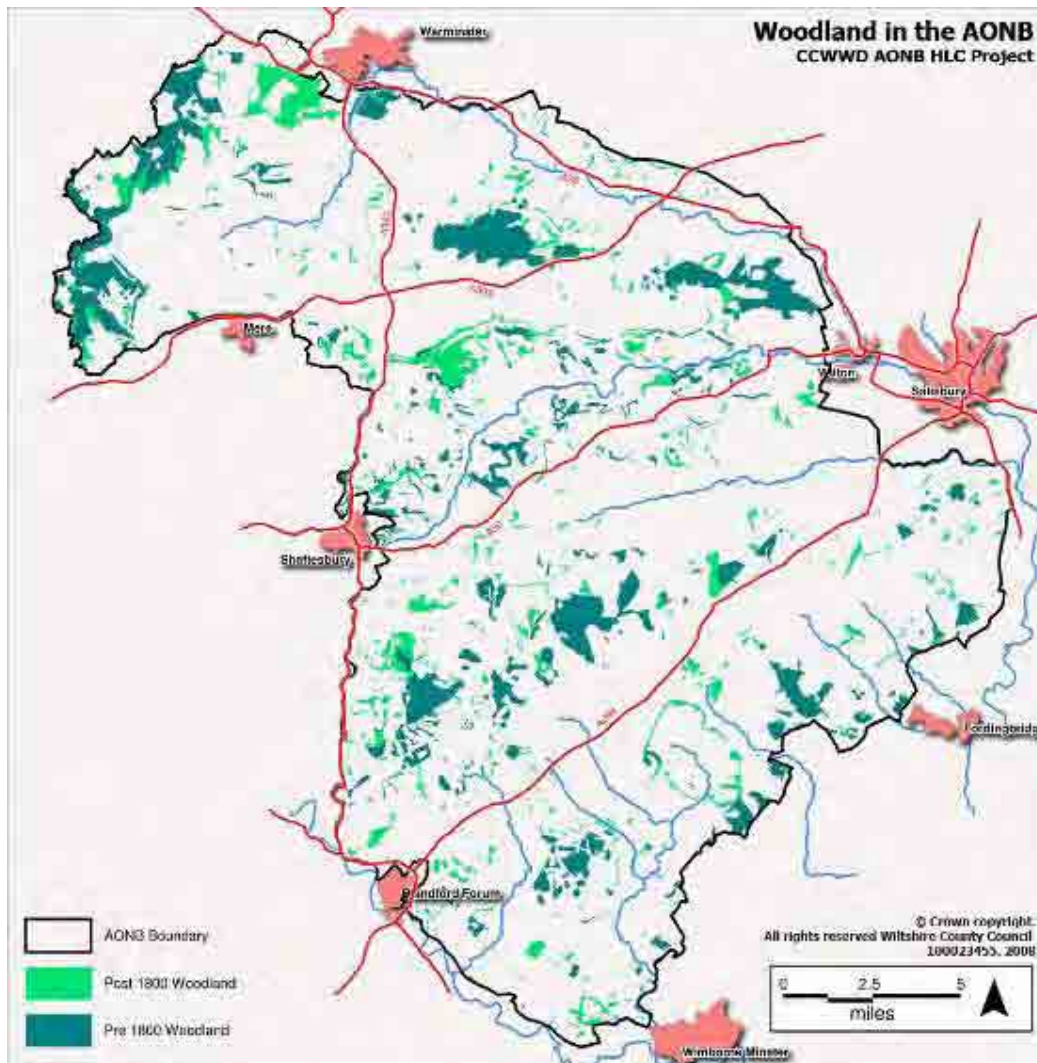 Woodland in the AONB
CCWWD AONB HLC Project
Warminster
Mere
Wilton
Salisbury
Shaftesbury
Fordingbridge
Blandford Forum
Wimborne Minster
AONB Boundary
Post 1800 Woodland
Pre 1800 Woodland
© Crown copyright.
All rights reserved Wiltshire County Council
100023455. 2008
0 2.5 5
miles